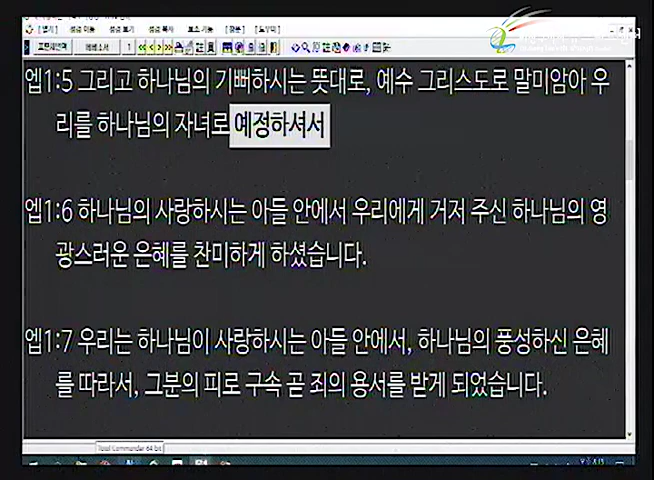 엡1:5 그리고 하나님의 기뻐하시는 뜻대로, 예수 그리스도로 말미암아 우
리를 하나님의 자녀로 예정하셔서
엡1:6 하나님의 사랑하시는 아들 안에서 우리에게 거저 주신 하나님의 영
광스러운 은혜를 찬미하게 하셨습니다.
엡1:7 우리는 하나님이 사랑하시는 아들 안에서, 하나님의 풍성하신 은혜
를 따라서, 그분의 피로 구속 곧 죄의 용서를 받게 되었습니다.
Total Commander 64 bit